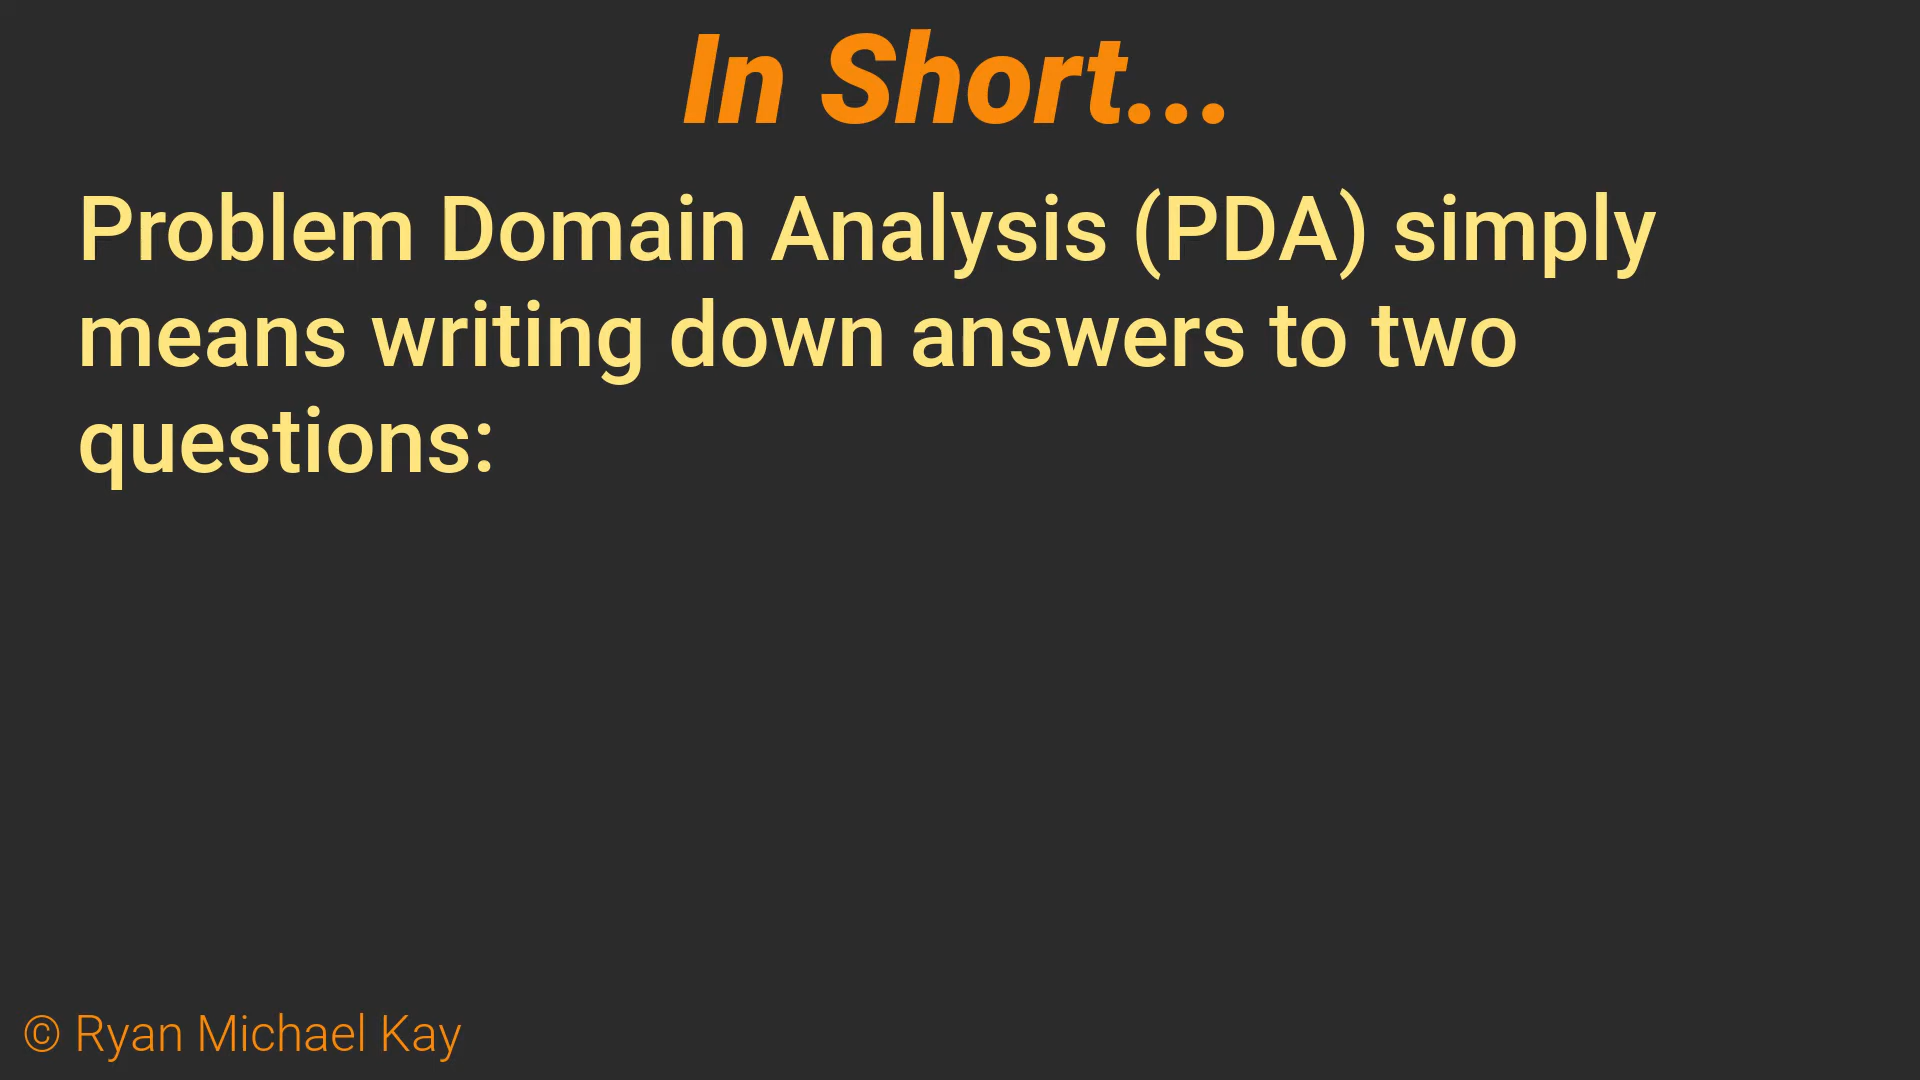 In Short...
Problem Domain Analysis (PDA) simply
means writing down answers to two
questions:
© Ryan Michael Kay